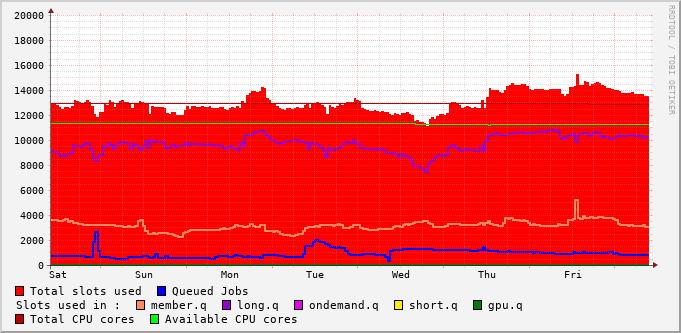 20000
18000
16000
14000
12000
10000
8000
6000
4000
2000
0
Sat Sun Mon Tue Wed Thu Fri
RRDTOOL / TOBI OETIKER
Total slots used Queued Jobs
Slots used in : member.q long.q ondemand.q short.q gpu.q
Total CPU cores Available CPU cores